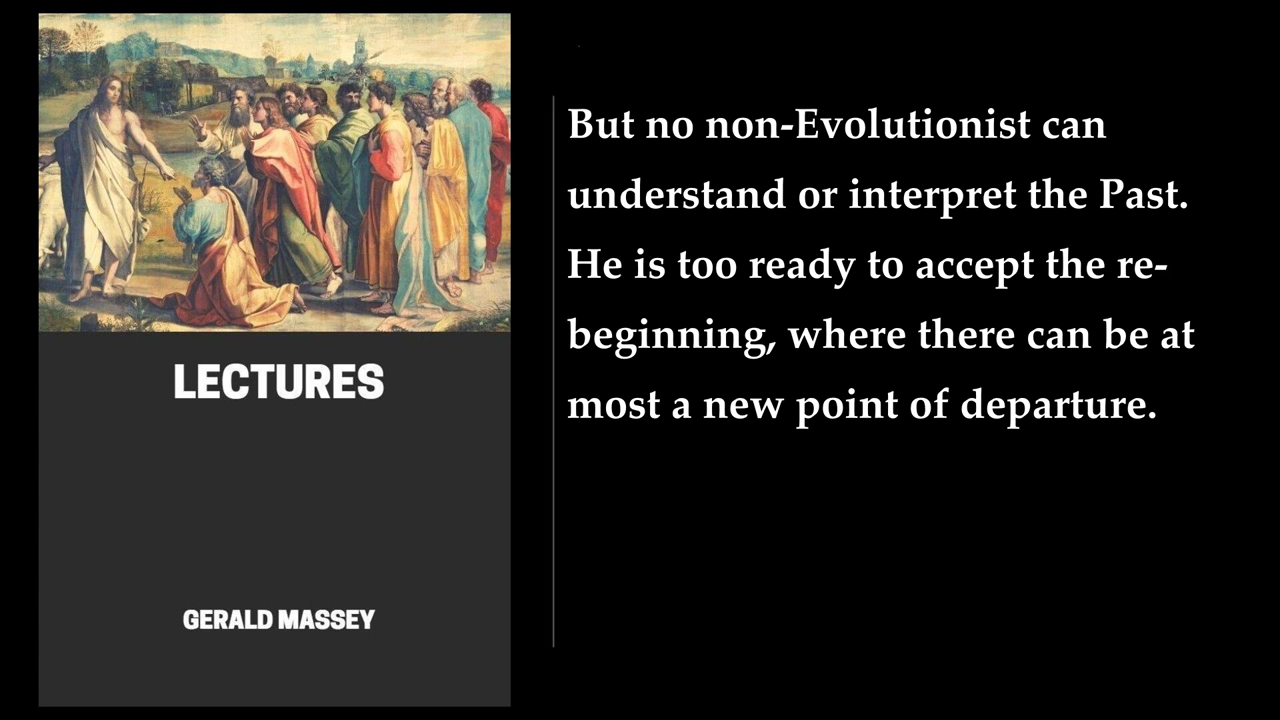 LECTURES
GERALD MASSEY
But no non-Evolutionist can
understand or interpret the Past.
He is too ready to accept the re-
beginning, where there can be at
most a new point of departure.